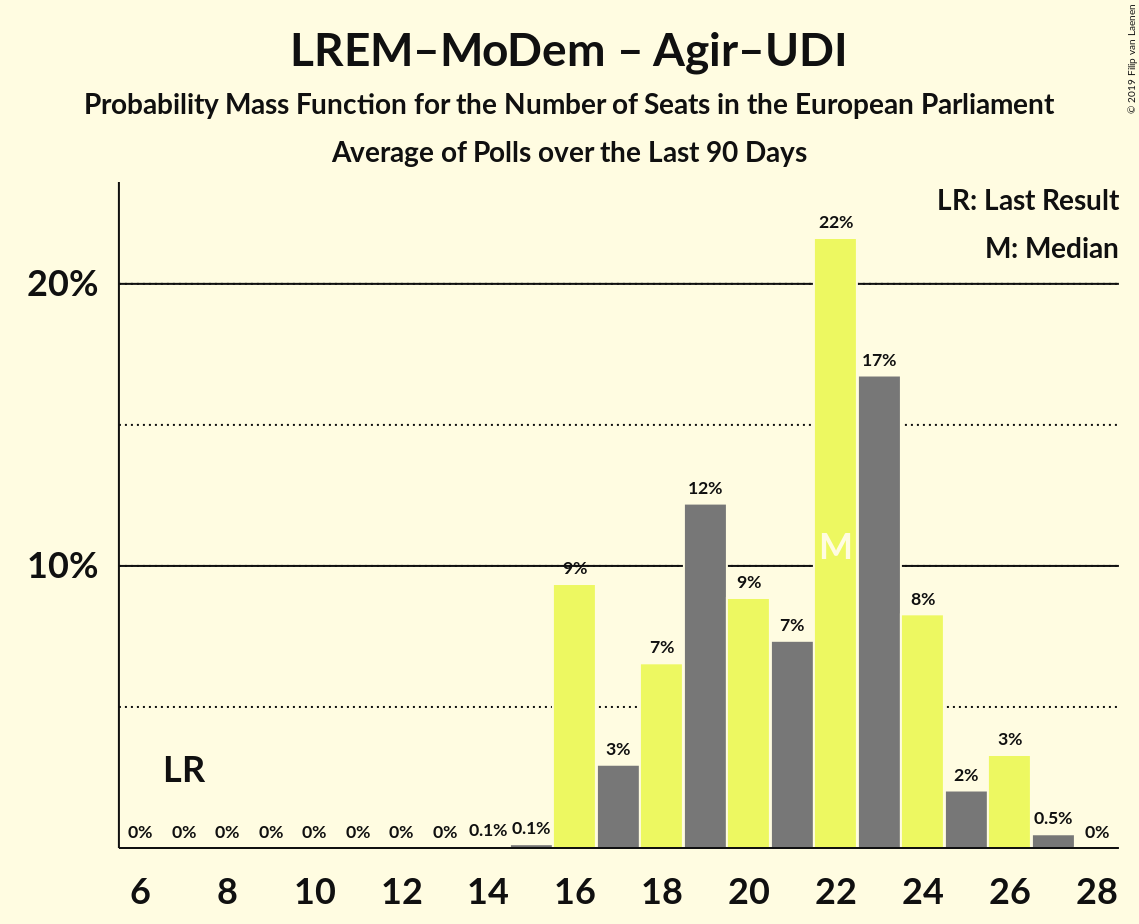 LREM–MoDem – Agir–UDI
Probability Mass Function for the Number of Seats in the European Parliament
Average of Polls over the Last 90 Days
© 2019 Filip van Laenen
LR: Last Result
M: Median
20%
10%
22%
17%
12%
9%
9%
8%
7%
7%
M
3%
3%
2%
LR
0% 0% 0% 0% 0% 0% 0% 0% 0.1% 0.1% 0.5% 0%
6 8 10 12 14 16 18 20 22 24 26 28